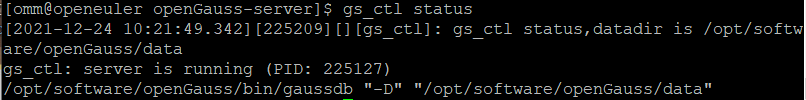 [omm@openeuler openGauss-server]$ gs_ctl status
[2021-12-24 10:21:49.342][225209][][gs_ctl]: gs_ctl status,datadir is /opt/softw
are/openGauss/data
gs_ctl: server is running (PID: 225127)
/opt/software/openGauss/bin/gaussdb "-D" "/opt/software/openGauss/data"